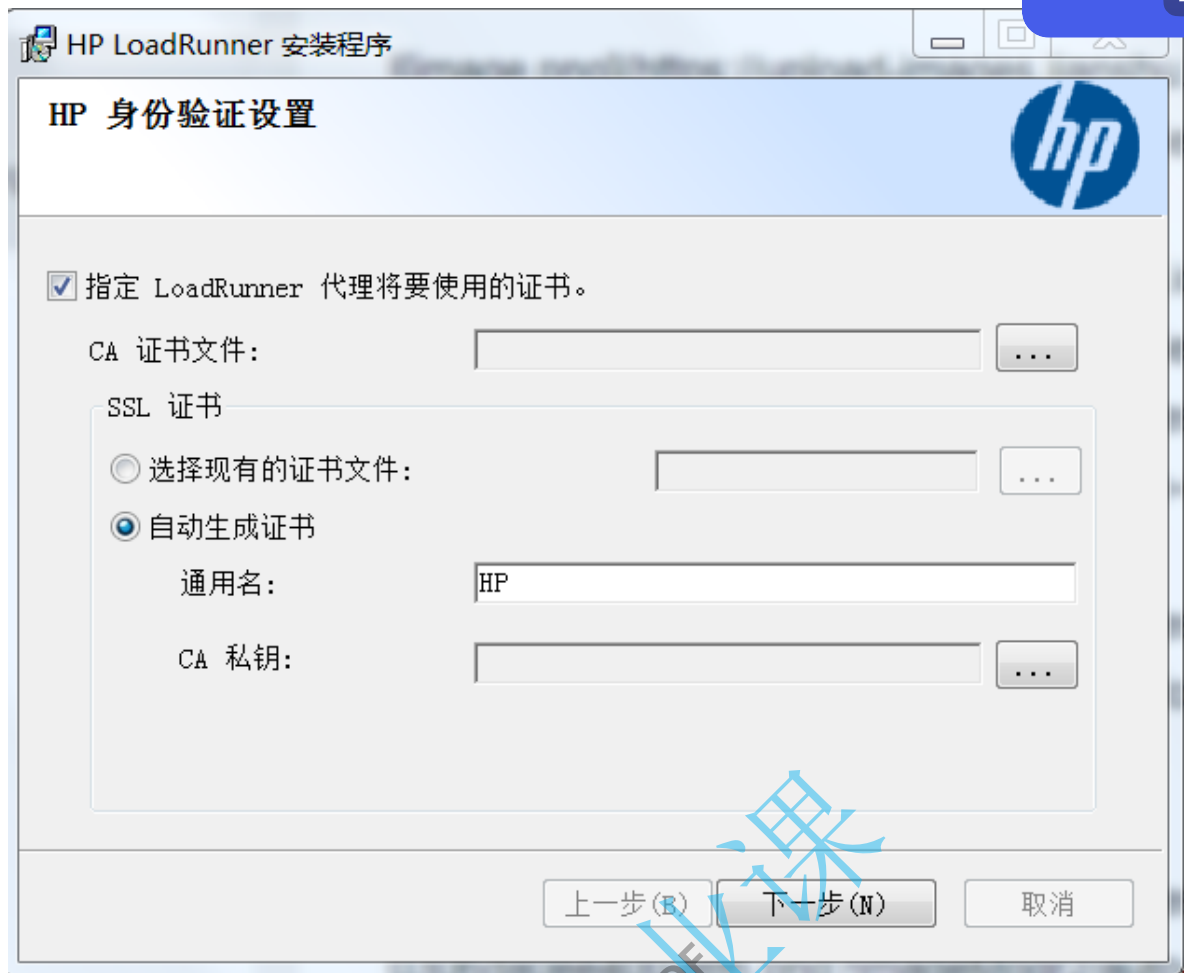 HP LoadRunner 安装程序
HP 身份验证设置
hp
指定 LoadRunner 代理将要使用的证书。
CA 证书文件:
...
SSL 证书
选择现有的证书文件:
...
自动生成证书
通用名:
HP
CA 私钥:
...
上一步(B)
下一步(N)
取消
课